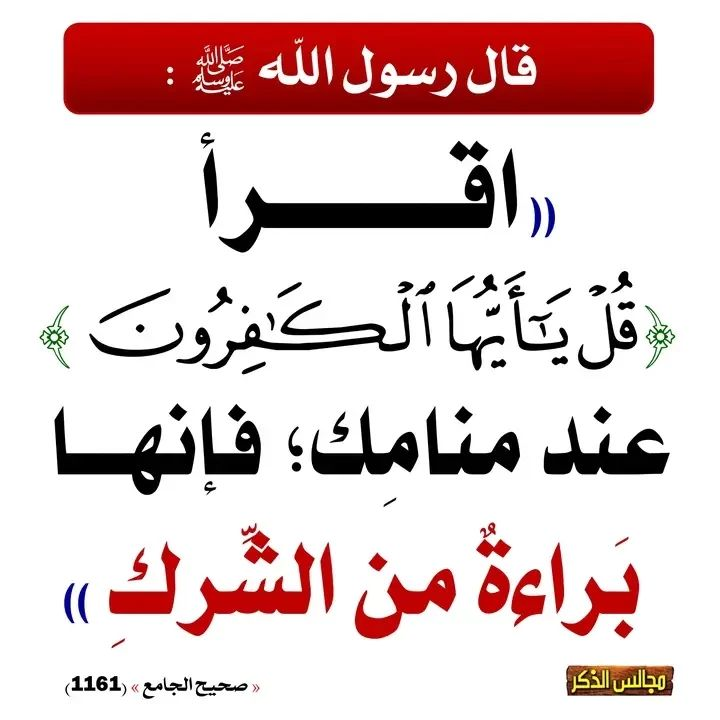 قال رسول الله ﷺ :
(( اقـــرأ
﴿ قُلۡ يَـٰٓأَيُّهَا ٱلۡكَـٰفِرُونَ ﴾
عند منامِك؛ فإنهـا
بَراءةٌ من الشِّركِ ))
« صحيح الجامع » (1161)
مجالس الذكر